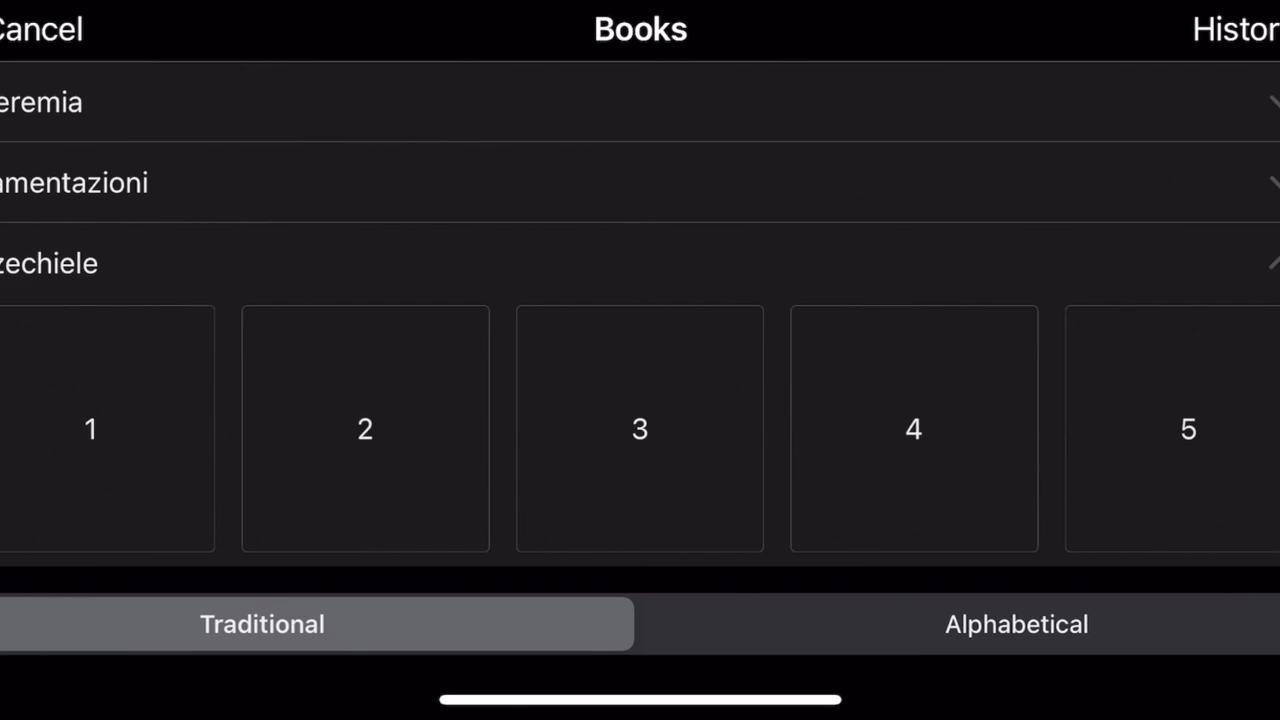 Cancel Books Histor
eremia
amentazioni
zechiele
1 2 3 4 5
Traditional Alphabetical